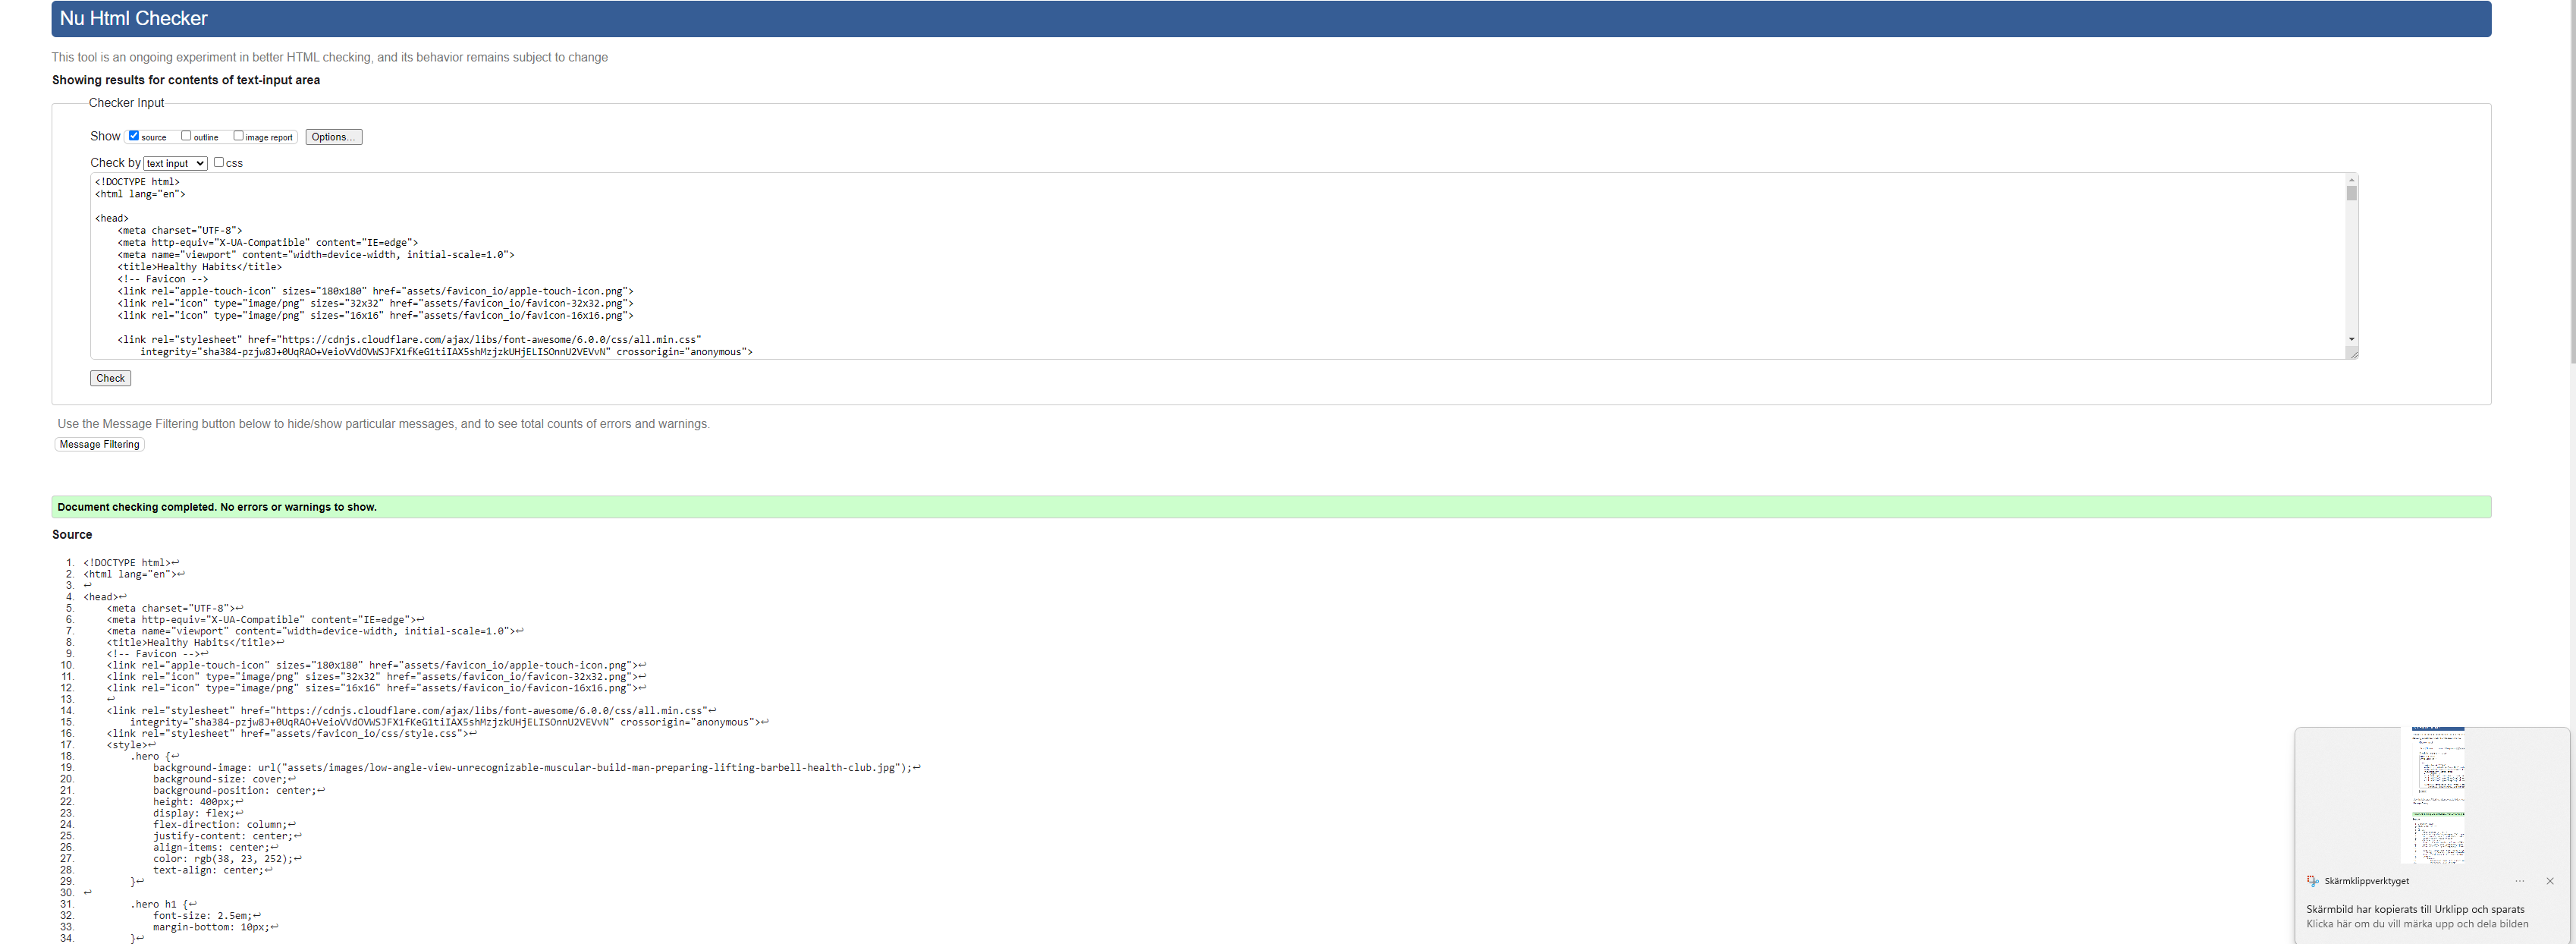 Nu Html Checker
This tool is an ongoing experiment in better HTML checking, and its behavior remains subject to change
Showing results for contents of text-input area
Checker Input
Show source outline image report Options...
Check by text input css
<!DOCTYPE html>
<html lang="en">
<head>
<meta charset="UTF-8">
<meta http-equiv="X-UA-Compatible" content="IE=edge">
<meta name="viewport" content="width=device-width, initial-scale=1.0">
<title>Healthy Habits</title>
<!-- Favicon -->
<link rel="apple-touch-icon" sizes="180x180" href="assets/favicon_io/apple-touch-icon.png">
<link rel="icon" type="image/png" sizes="32x32" href="assets/favicon_io/favicon-32x32.png">
<link rel="icon" type="image/png" sizes="16x16" href="assets/favicon_io/favicon-16x16.png">
<link rel="stylesheet" href="https://cdnjs.cloudflare.com/ajax/libs/font-awesome/6.0.0/css/all.min.css"
integrity="sha384-pzjw8J+0UqRAO+VeioVVdOVWSJFX1fKeG1tiIAX5shMzjzkUHjELISOnnU2VEVvN" crossorigin="anonymous">
Check
Use the Message Filtering button below to hide/show particular messages, and to see total counts of errors and warnings.
Message Filtering
Document checking completed. No errors or warnings to show.
Source
1. <!DOCTYPE html>↩
2. <html lang="en">↩
3. ↩
4. <head>↩
5. <meta charset="UTF-8">↩
6. <meta http-equiv="X-UA-Compatible" content="IE=edge">↩
7. <meta name="viewport" content="width=device-width, initial-scale=1.0">↩
8. <title>Healthy Habits</title>↩
9. <!-- Favicon -->↩
10. <link rel="apple-touch-icon" sizes="180x180" href="assets/favicon_io/apple-touch-icon.png">↩
11. <link rel="icon" type="image/png" sizes="32x32" href="assets/favicon_io/favicon-32x32.png">↩
12. <link rel="icon" type="image/png" sizes="16x16" href="assets/favicon_io/favicon-16x16.png">↩
13. ↩
14. <link rel="stylesheet" href="https://cdnjs.cloudflare.com/ajax/libs/font-awesome/6.0.0/css/all.min.css"↩
15. integrity="sha384-pzjw8J+0UqRAO+VeioVVdOVWSJFX1fKeG1tiIAX5shMzjzkUHjELISOnnU2VEVvN" crossorigin="anonymous">↩
16. <link rel="stylesheet" href="assets/favicon_io/css/style.css">↩
17. <style>↩
18. .hero {↩
19. background-image: url("assets/images/low-angle-view-unrecognizable-muscular-build-man-preparing-lifting-barbell-health-club.jpg");↩
20. background-size: cover;↩
21. background-position: center;↩
22. height: 400px;↩
23. display: flex;↩
24. flex-direction: column;↩
25. justify-content: center;↩
26. align-items: center;↩
27. color: rgb(38, 23, 252);↩
28. text-align: center;↩
29. }↩
30. ↩
31. .hero h1 {↩
32. font-size: 2.5em;↩
33. margin-bottom: 10px;↩
34. }↩
Skärmklippverktyget
Skärmbild har kopierats till Urklipp och sparats
Klicka här om du vill märka upp och dela bilden